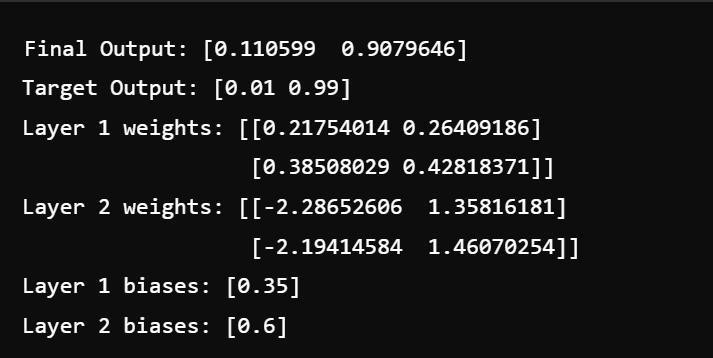 Final Output: [0.110599  0.9079646]
Target Output: [0.01 0.99]
Layer 1 weights: [[0.21754014 0.26409186]
                  [0.38508029 0.42818371]]
Layer 2 weights: [[-2.28652606  1.35816181]
                  [-2.19414584  1.46070254]]
Layer 1 biases: [0.35]
Layer 2 biases: [0.6]